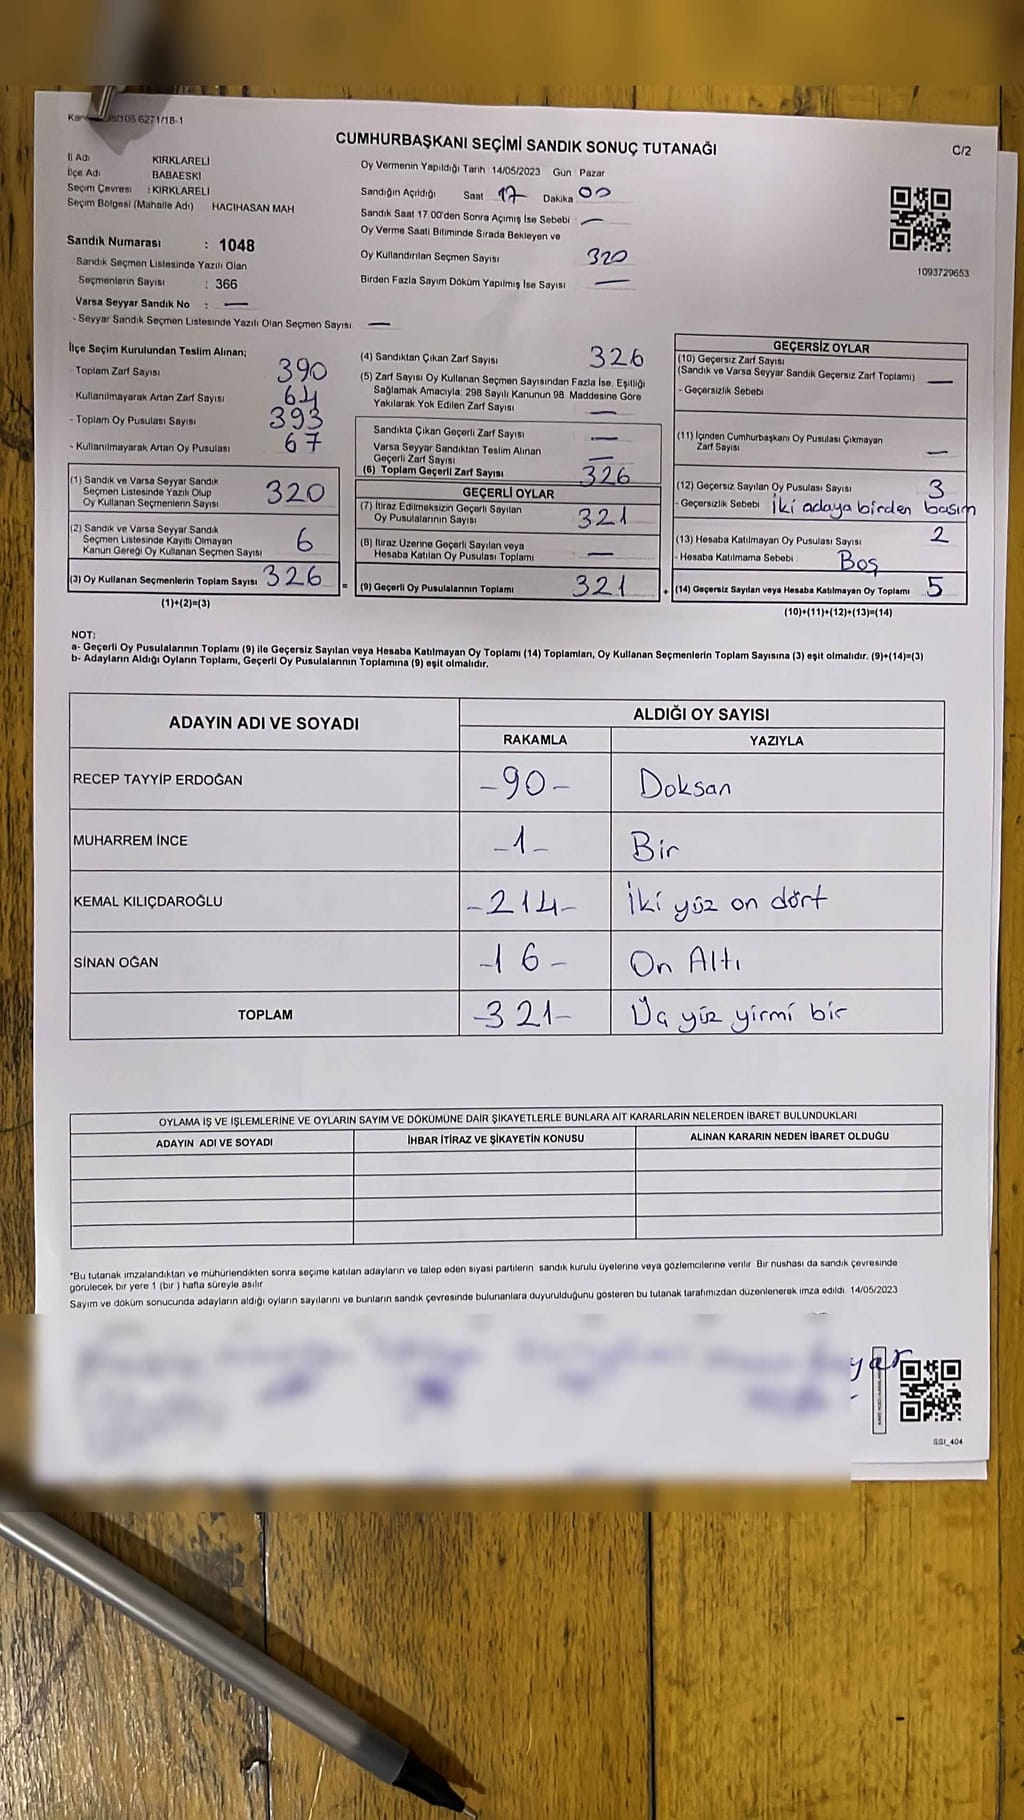 CUMHURBAŞKANI SEÇİMİ SANDIK SONUÇ TUTANAĞI
C/2
İl Adı KIRKLARELİ
İlçe Adı BABAESKİ
Seçim Çevresi : KIRKLARELİ
Seçim Bölgesi (Mahalle Adı) HACIHASAN MAH
Sandık Numarası : 1048
Sandık Seçmen Listesinde Yazılı Olan
Seçmenlerin Sayısı : 366
Varsa Seyyar Sandık No : —
- Seyyar Sandık Seçmen Listesinde Yazılı Olan Seçmen Sayısı —
Oy Vermenin Yapıldığı Tarih 14/05/2023 Gün Pazar
Sandığın Açıldığı Saat 17 Dakika 00
Sandık Saat 17 00'den Sonra Açımış İse Sebebi : —
Oy Verme Saati Bitiminde Sırada Bekleyen ve
Oy Kullandırılan Seçmen Sayısı 320
Birden Fazla Sayım Döküm Yapılmış İse Sayısı —
1093729653
İlçe Seçim Kurulundan Teslim Alınan;
- Toplam Zarf Sayısı 390
- Kullanılmayarak Artan Zarf Sayısı 64
- Toplam Oy Pusulası Sayısı 393
- Kullanılmayarak Artan Oy Pusulası 67
(1) Sandık ve Varsa Seyyar Sandık
Seçmen Listesinde Yazılı Olup
Oy Kullanan Seçmenlerin Sayısı 320
(2) Sandık ve Varsa Seyyar Sandık
Seçmen Listesinde Kayıtlı Olmayan
Kanun Gereği Oy Kullanan Seçmen Sayısı 6
(3) Oy Kullanan Seçmenlerin Toplam Sayısı 326
(1)+(2)=(3)
=
(4) Sandıktan Çıkan Zarf Sayısı 326
(5) Zarf Sayısı Oy Kullanan Seçmen Sayısından Fazla İse, Eşitliği
Sağlamak Amacıyla, 298 Sayılı Kanunun 98 Maddesine Göre
Yakılarak Yok Edilen Zarf Sayısı —
Sandıkta Çıkan Geçerli Zarf Sayısı —
Varsa Seyyar Sandıktan Teslim Alınan
Geçerli Zarf Sayısı —
(6) Toplam Geçerli Zarf Sayısı 326
GEÇERLİ OYLAR
(7) İtiraz Edilmeksizin Geçerli Sayılan
Oy Pusulalarının Sayısı 321
(8) İtiraz Üzerine Geçerli Sayılan veya
Hesaba Katılan Oy Pusulası Toplamı —
(9) Geçerli Oy Pusulalarının Toplamı 321
+
GEÇERSİZ OYLAR
(10) Geçersiz Zarf Sayısı
(Sandık ve Varsa Seyyar Sandık Geçersiz Zarf Toplamı) —
- Geçersizlik Sebebi
(11) İçinden Cumhurbaşkanı Oy Pusulası Çıkmayan
Zarf Sayısı —
(12) Geçersiz Sayılan Oy Pusulası Sayısı 3
- Geçersizlik Sebebi İki adaya birden basım
(13) Hesaba Katılmayan Oy Pusulası Sayısı 2
- Hesaba Katılmama Sebebi Boş
(14) Geçersiz Sayılan veya Hesaba Katılmayan Oy Toplamı 5
(10)+(11)+(12)+(13)=(14)
NOT:
a- Geçerli Oy Pusulalarının Toplamı (9) ile Geçersiz Sayılan veya Hesaba Katılmayan Oy Toplamı (14) Toplamları, Oy Kullanan Seçmenlerin Toplam Sayısına (3) eşit olmalıdır. (9)+(14)=(3)
b- Adayların Aldığı Oyların Toplamı, Geçerli Oy Pusulalarının Toplamına (9) eşit olmalıdır.
ADAYIN ADI VE SOYADI ALDIĞI OY SAYISI
RAKAMLA YAZIYLA
RECEP TAYYİP ERDOĞAN -90- Doksan
MUHARREM İNCE -1- Bir
KEMAL KILIÇDAROĞLU -214- İki yüz on dört
SİNAN OĞAN -16- On Altı
TOPLAM -321- Üç yüz yirmi bir
OYLAMA İŞ VE İŞLEMLERİNE VE OYLARIN SAYIM VE DÖKÜMÜNE DAİR ŞİKAYETLERLE BUNLARA AİT KARARLARIN NELERDEN İBARET BULUNDUKLARI
ADAYIN ADI VE SOYADI İHBAR İTİRAZ VE ŞİKAYETİN KONUSU ALINAN KARARIN NEDEN İBARET OLDUĞU
*Bu tutanak imzalandıktan ve mühürlendikten sonra seçime katılan adayların ve talep eden siyasi partilerin sandık kurulu üyelerine veya gözlemcilerine verilir. Bir nüshası da sandık çevresinde
görülecek bir yere 1 (bir ) hafta süreyle asılır
Sayım ve döküm sonucunda adayların aldığı oyların sayılarını ve bunların sandık çevresinde bulunanlara duyurulduğunu gösteren bu tutanak tarafımızdan düzenlenerek imza edildi. 14/05/2023
SSI_404